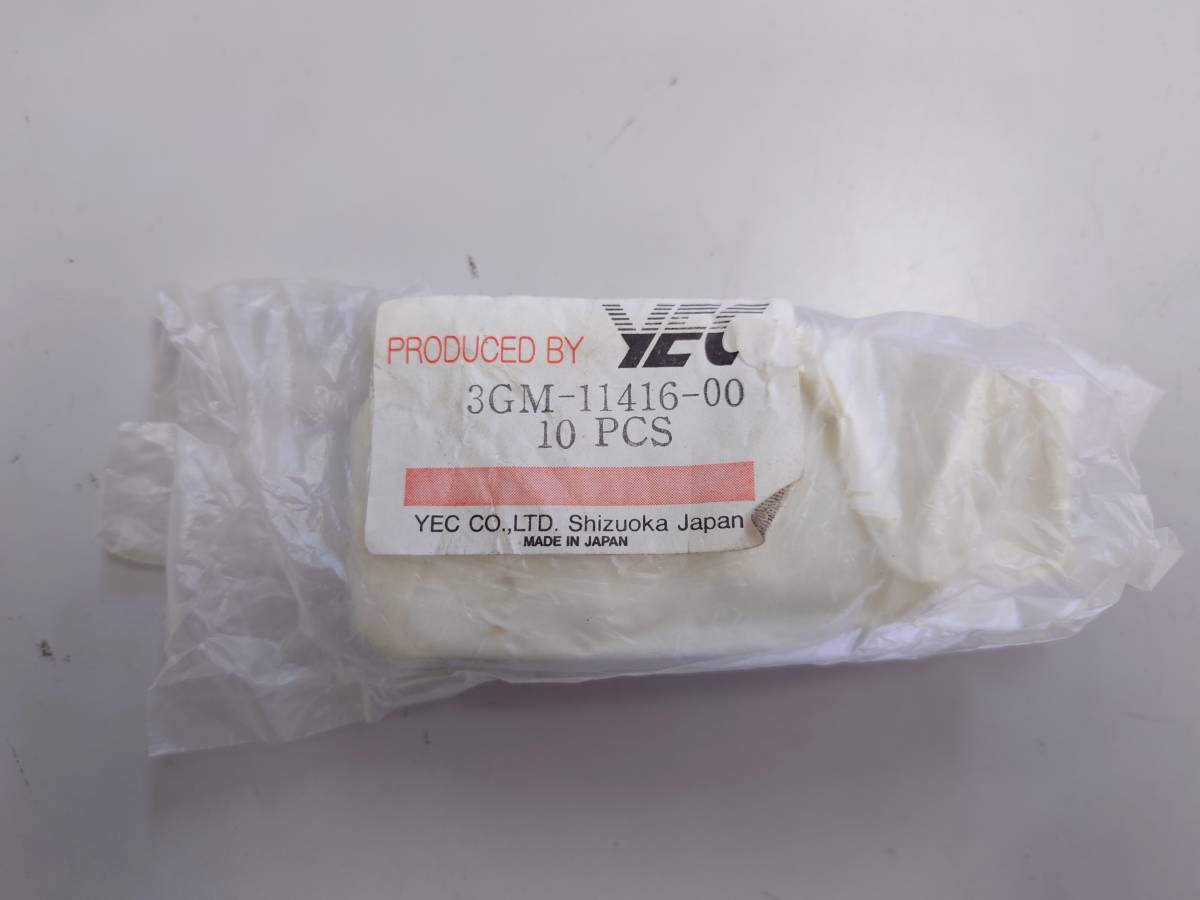 PRODUCED BY YEC
3GM-11416-00
10 PCS
YEC CO.,LTD. Shizuoka Japan
MADE IN JAPAN